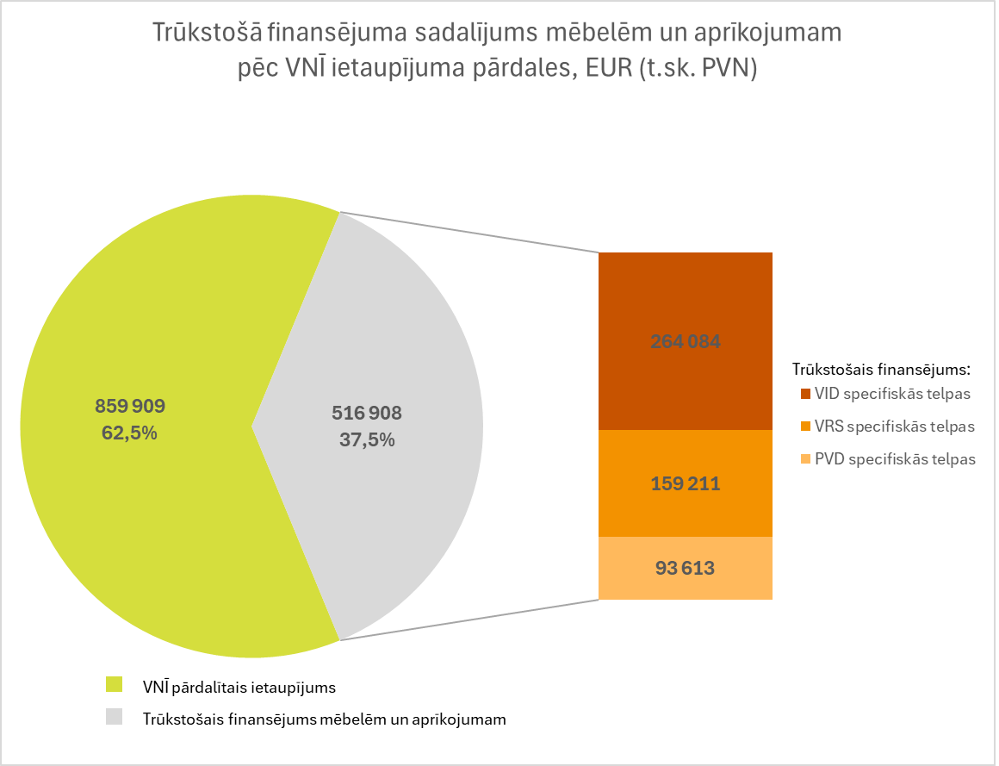 Trūkstošā finansējuma sadalījums mēbelēm un aprīkojumam
pēc VNĪ ietaupījuma pārdales, EUR (t.sk. PVN)
859 909
62,5%
516 908
37,5%
264 084
159 211
93 613
Trūkstošais finansējums:
VID specifiskās telpas
VRS specifiskās telpas
PVD specifiskās telpas
VNĪ pārdalītais ietaupījums
Trūkstošais finansējums mēbelēm un aprīkojumam